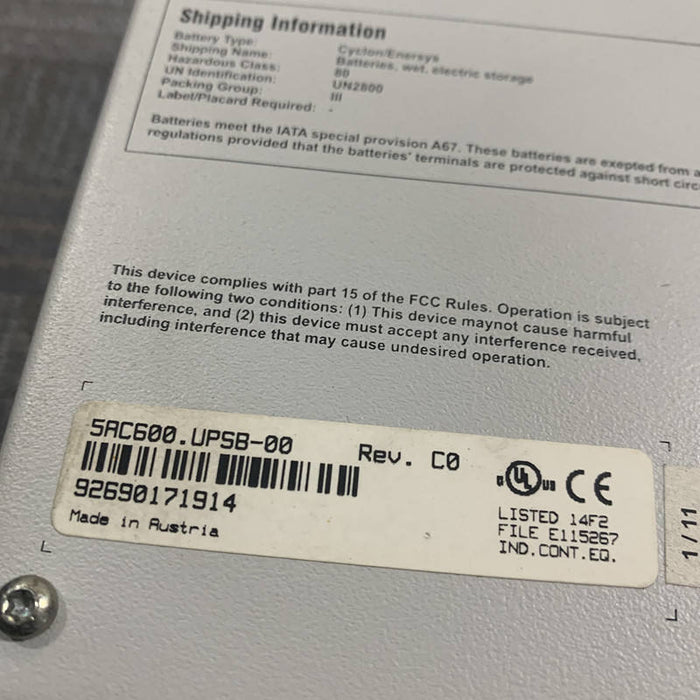 Shipping Information
Battery Type: Cyclon/Enersys
Shipping Name: Batteries, wet, electric storage
Hazardous Class: 80
UN Identification: UN2800
Packing Group: III
Label/Placard Required: -
Batteries meet the IATA special provision A67. These batteries are exepted from a
regulations provided that the batteries' terminals are protected against short circ
This device complies with part 15 of the FCC Rules. Operation is subject
to the following two conditions: (1) This device maynot cause harmful
interference, and (2) this device must accept any interference received,
including interference that may cause undesired operation.
5AC600.UPSB-00 Rev. C0
92690171914
Made in Austria
c UL us CE
LISTED 14F2
FILE E115267
IND.CONT.EQ.
1/11